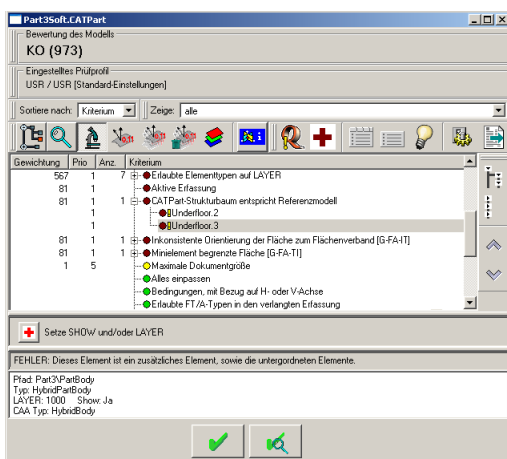 Part3Soft.CATPart
Bewertung des Modells
KO (973)
Eingestelltes Prüfprofil
USR / USR [Standard-Einstellungen]
Sortiere nach: Kriterium Zeige: alle
Gewichtung Prio Anz. Kriterium
567 1 7 Erlaubte Elementtypen auf LAYER
81 1 Aktive Erfassung
81 1 1 CATPart-Strukturbaum entspricht Referenzmodell
1 Underfloor.2
1 Underfloor.3
81 1 1 Inkonsistente Orientierung der Fläche zum Flächenverband [G-FA-IT]
81 1 1 Minielement begrenzte Fläche [G-FA-TI]
1 5 Maximale Dokumentgröße
Alles einpassen
Bedingungen, mit Bezug auf H- oder V-Achse
Erlaubte FT/A-Typen in den verlangten Erfassung
Setze SHOW und/oder LAYER
FEHLER: Dieses Element ist ein zusätzliches Element, sowie die untergordneten Elemente.
Pfad: Part3\PartBody
Typ: HybridPartBody
LAYER: 1000 Show: Ja
CAA Typ: HybridBody